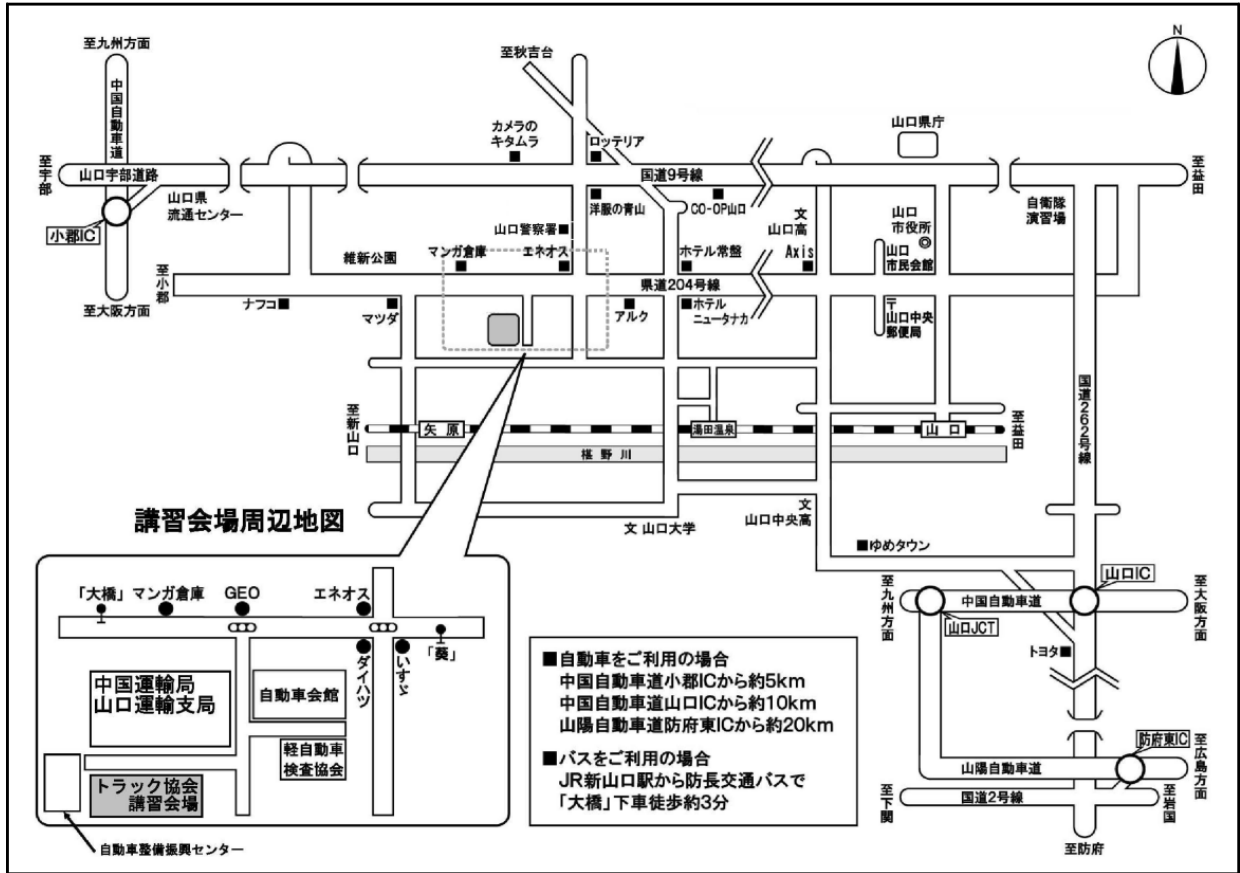 N
至九州方面
中国自動車道
至秋吉台
カメラの
キタムラ
ロッテリア
山口県庁
至宇部
山口宇部道路
国道9号線
至益田
山口県
流通センター
小郡IC
洋服の青山
CO-OP山口
文
山口高
山口
市役所
自衛隊
演習場
山口警察署
維新公園
マンガ倉庫
エネオス
ホテル常盤
Axis
山口
市民会館
至小郡
県道204号線
至大阪方面
ナフコ
マツダ
アルク
ホテル
ニュータナカ
〒
山口中央
郵便局
国道262号線
至新山口
矢原
湯田温泉
山口
至益田
椹野川
文 山口大学
文
山口中央高
ゆめタウン
山口IC
至九州方面
中国自動車道
至大阪方面
山口JCT
トヨタ
防府東IC
山陽自動車道
至広島方面
至下関
国道2号線
至岩国
至防府
講習会場周辺地図
「大橋」
マンガ倉庫
GEO
エネオス
「葵」
ダイハツ
いすゞ
中国運輸局
山口運輸支局
自動車会館
軽自動車
検査協会
トラック協会
講習会場
自動車整備振興センター
■自動車をご利用の場合
中国自動車道小郡ICから約5km
中国自動車道山口ICから約10km
山陽自動車道防府東ICから約20km
■バスをご利用の場合
JR新山口駅から防長交通バスで
「大橋」下車徒歩約3分